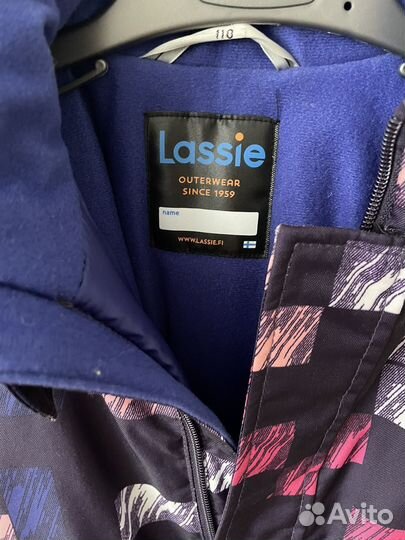 110
Lassie
OUTERWEAR
SINCE 1959
name
WWW.LASSIE.FI
Avito